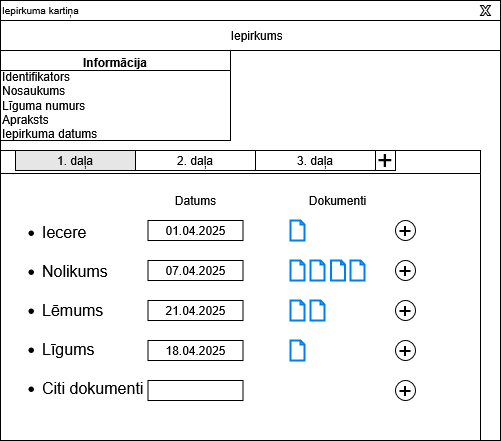 Iepirkuma kartiņa X
Iepirkums
Informācija
Identifikators
Nosaukums
Līguma numurs
Apraksts
Iepirkuma datums
1. daļa 2. daļa 3. daļa +
Datums Dokumenti
• Iecere 01.04.2025 +
• Nolikums 07.04.2025 +
• Lēmums 21.04.2025 +
• Līgums 18.04.2025 +
• Citi dokumenti +